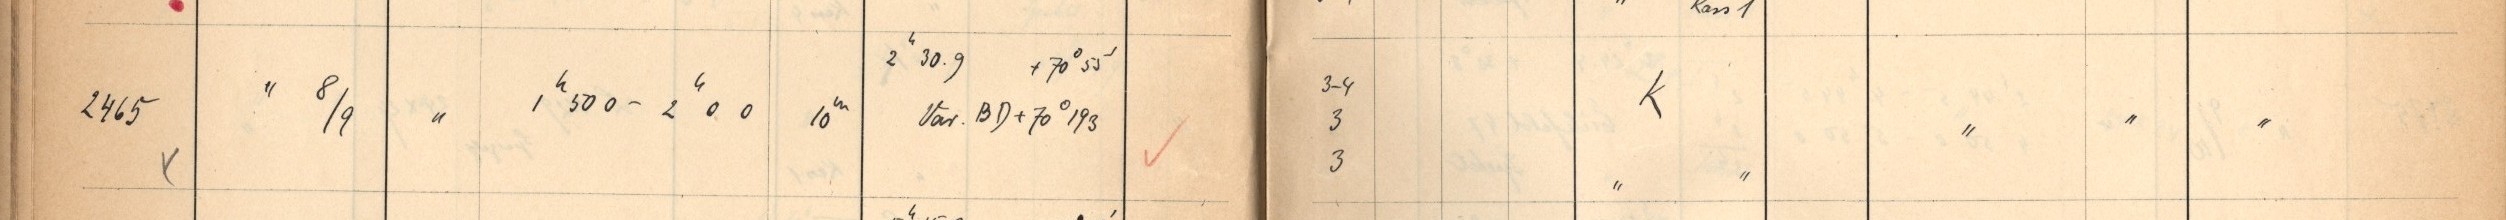 " Kass 1
2ʰ 30.9 +70° 55'
2465 " 8/9 " 1ʰ 50 0 - 2ʰ 0 0 10ᵐ Var. BD +70° 193 ✓
3-4 K
3 " " "
3
" "